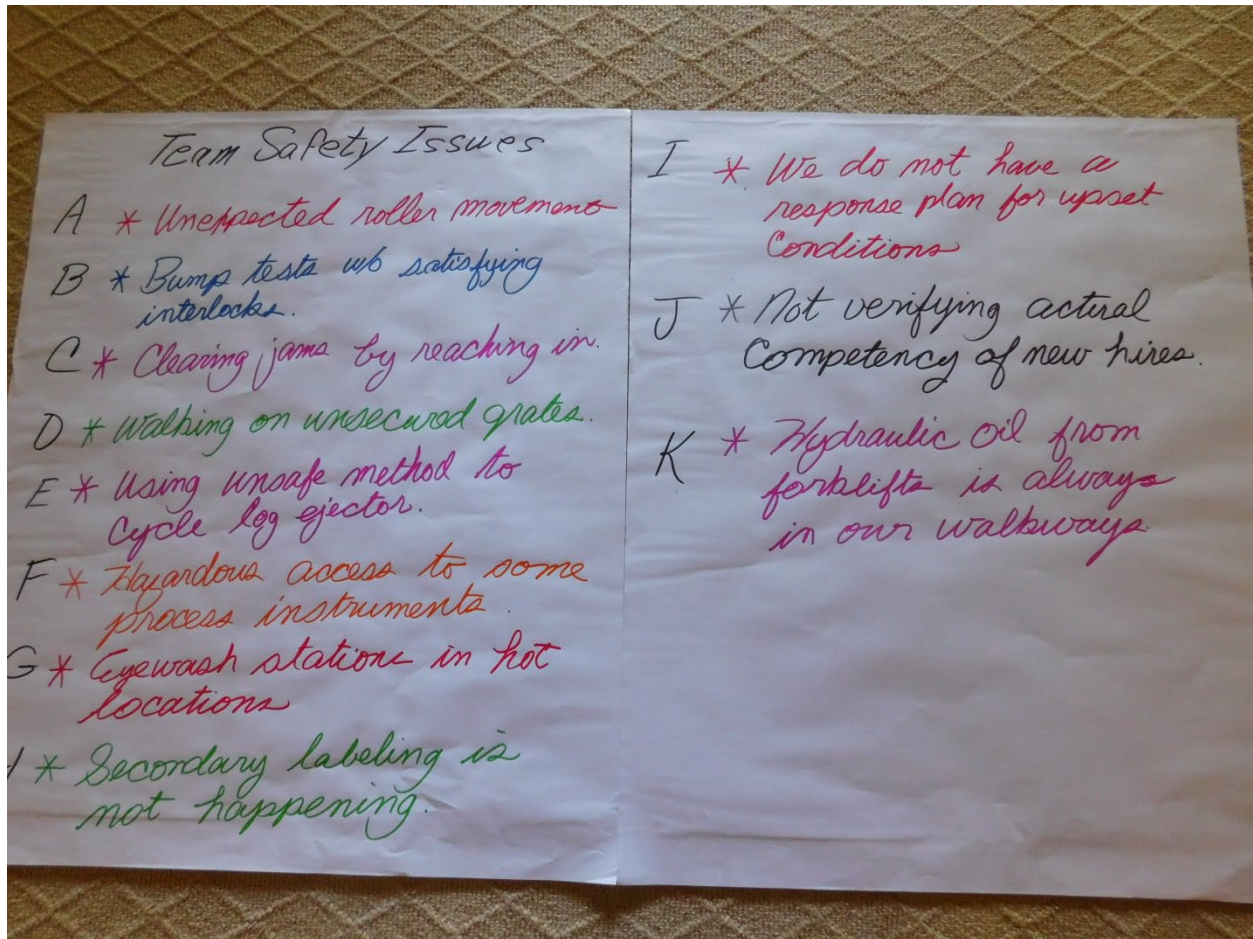 Team Safety Issues
A * Unexpected roller movement
B * Bump tests w/o satisfying
interlocks.
C * Clearing jams by reaching in.
D * Walking on unsecured grates.
E * Using unsafe method to
Cycle log ejector.
F * Hazardous access to some
process instruments.
G * Eyewash stations in hot
locations
H * Secondary labeling is
not happening.
I * We do not have a
response plan for upset
Conditions
J * Not verifying actual
Competency of new hires.
K * Hydraulic oil from
forklifts is always
in our walkways.